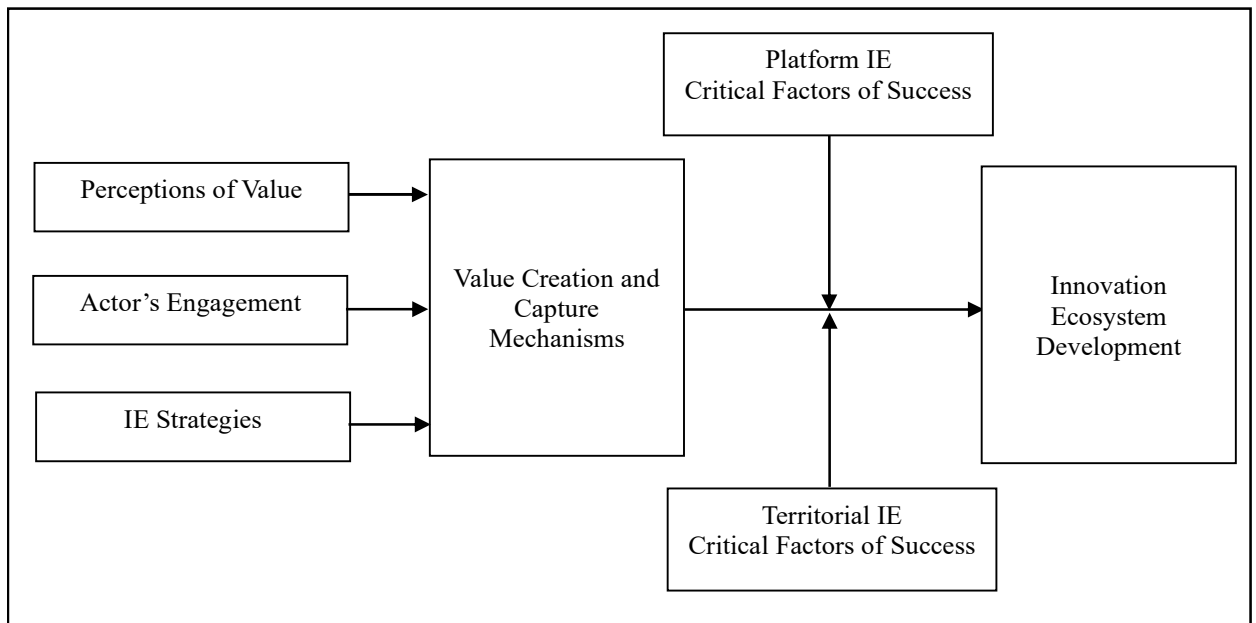 Platform IE
Critical Factors of Success
Perceptions of Value
Actor's Engagement
IE Strategies
Value Creation and
Capture
Mechanisms
Innovation
Ecosystem
Development
Territorial IE
Critical Factors of Success